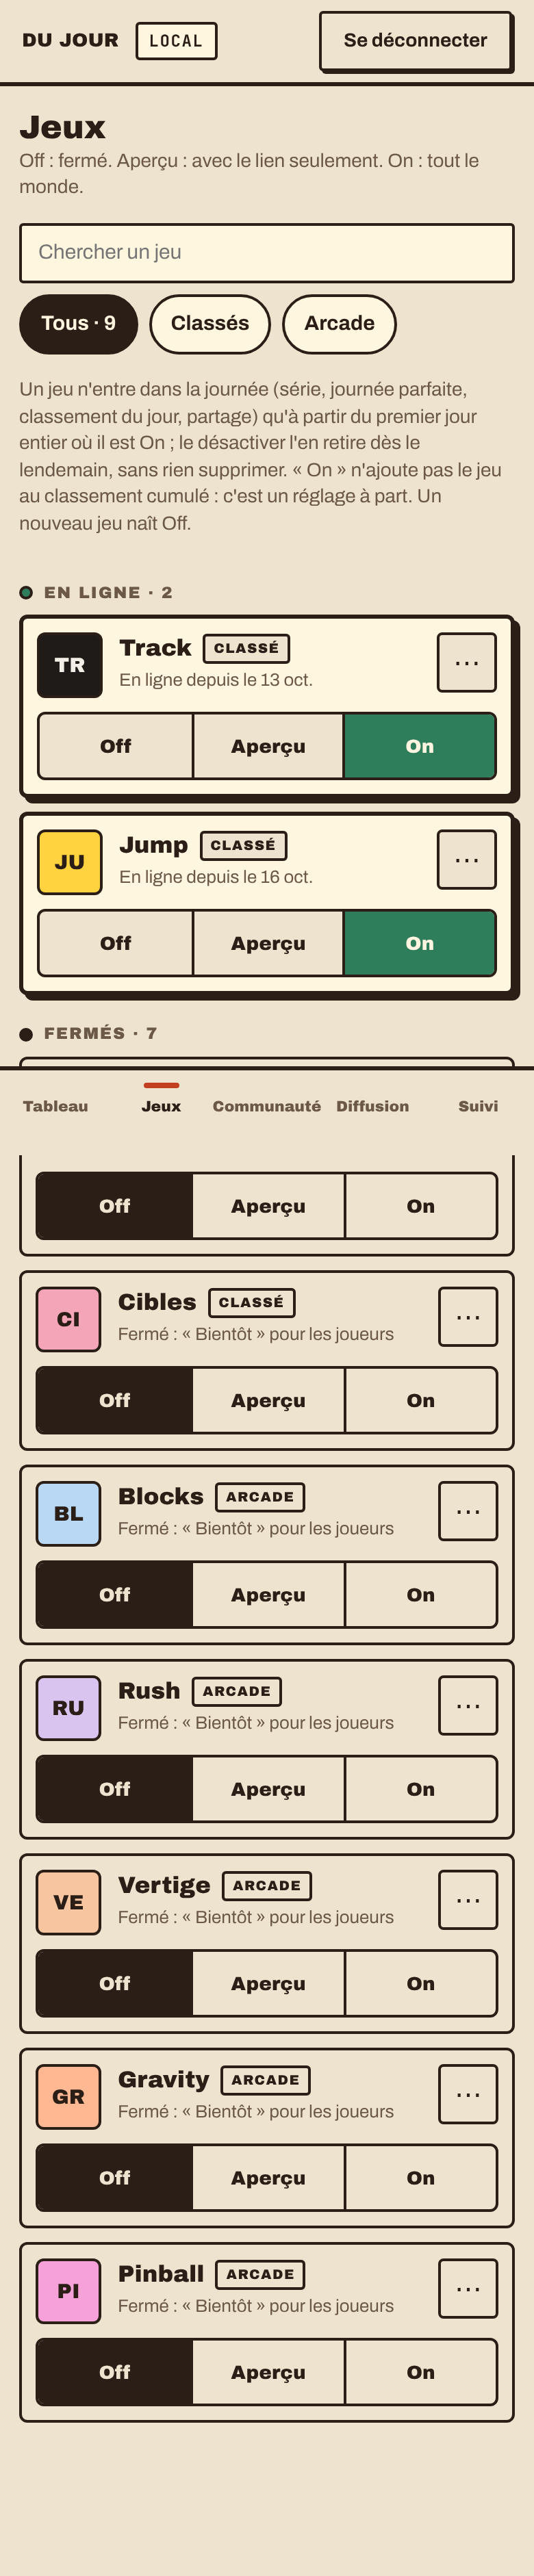 DU JOUR LOCAL Se déconnecter
Jeux
Off : fermé. Aperçu : avec le lien seulement. On : tout le
monde.
Chercher un jeu
Tous · 9 Classés Arcade
Un jeu n'entre dans la journée (série, journée parfaite,
classement du jour, partage) qu'à partir du premier jour
entier où il est On ; le désactiver l'en retire dès le
lendemain, sans rien supprimer. « On » n'ajoute pas le jeu
au classement cumulé : c'est un réglage à part. Un
nouveau jeu naît Off.
EN LIGNE · 2
TR Track CLASSÉ ...
En ligne depuis le 13 oct.
Off Aperçu On
JU Jump CLASSÉ ...
En ligne depuis le 16 oct.
Off Aperçu On
FERMÉS · 7
Tableau Jeux Communauté Diffusion Suivi
Off Aperçu On
CI Cibles CLASSÉ ...
Fermé : « Bientôt » pour les joueurs
Off Aperçu On
BL Blocks ARCADE ...
Fermé : « Bientôt » pour les joueurs
Off Aperçu On
RU Rush ARCADE ...
Fermé : « Bientôt » pour les joueurs
Off Aperçu On
VE Vertige ARCADE ...
Fermé : « Bientôt » pour les joueurs
Off Aperçu On
GR Gravity ARCADE ...
Fermé : « Bientôt » pour les joueurs
Off Aperçu On
PI Pinball ARCADE ...
Fermé : « Bientôt » pour les joueurs
Off Aperçu On